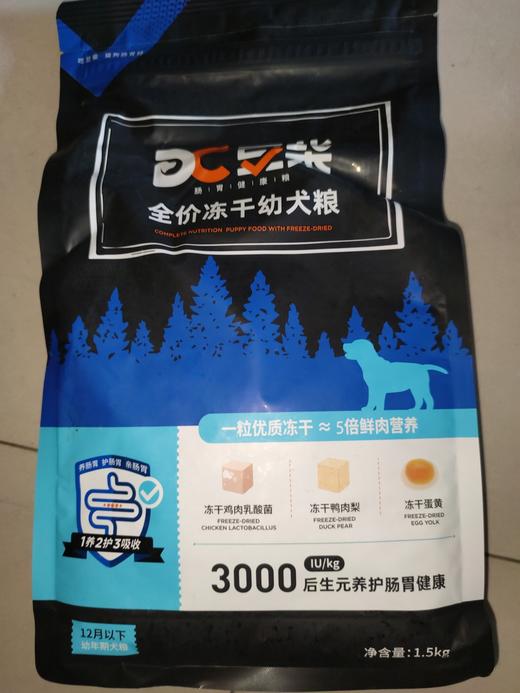 DC豆柴
肠胃健康粮
全价冻干幼犬粮
COMPLETE NUTRITION PUPPY FOOD WITH FREEZE-DRIED
一粒优质冻干 ≈ 5倍鲜肉营养
养肠胃 护肠胃 亲肠胃
1养2护3吸收
冻干鸡肉乳酸菌
FREEZE-DRIED
CHICKEN LACTOBACILLUS
冻干鸭肉梨
FREEZE-DRIED
DUCK PEAR
冻干蛋黄
FREEZE-DRIED
EGG YOLK
3000 IU/kg 后生元养护肠胃健康
12月以下
幼年期犬粮
净含量：1.5kg